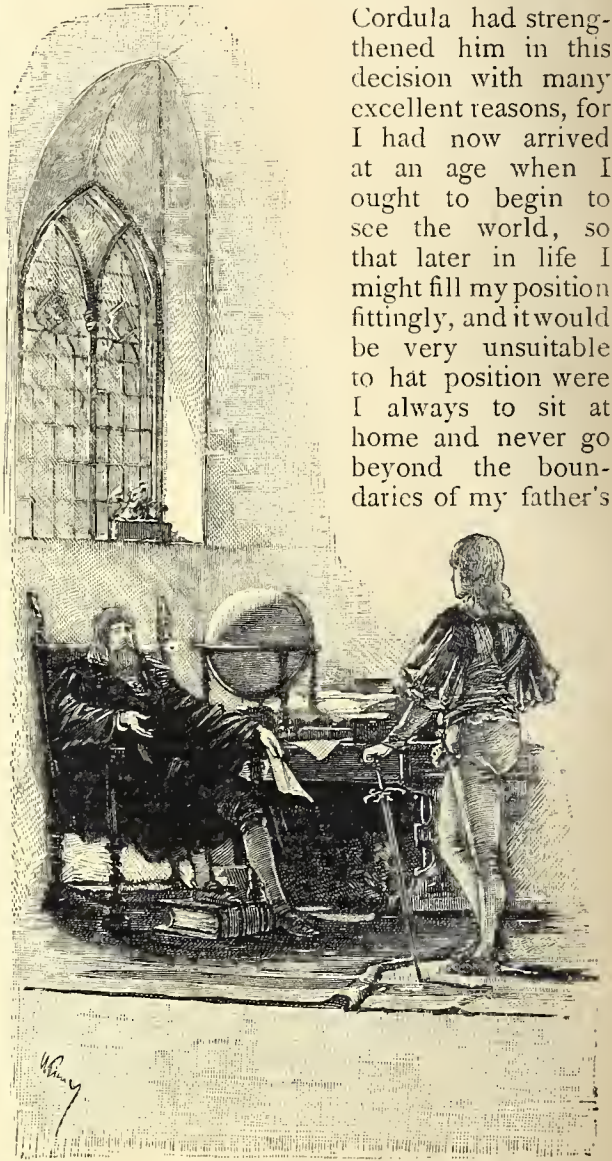 Cordula had streng-
thened him in this
decision with many
excellent reasons, for
I had now arrived
at an age when I
ought to begin to
see the world, so
that later in life I
might fill my position
fittingly, and it would
be very unsuitable
to hat position were
I always to sit at
home and never go
beyond the boun-
daries of my father's